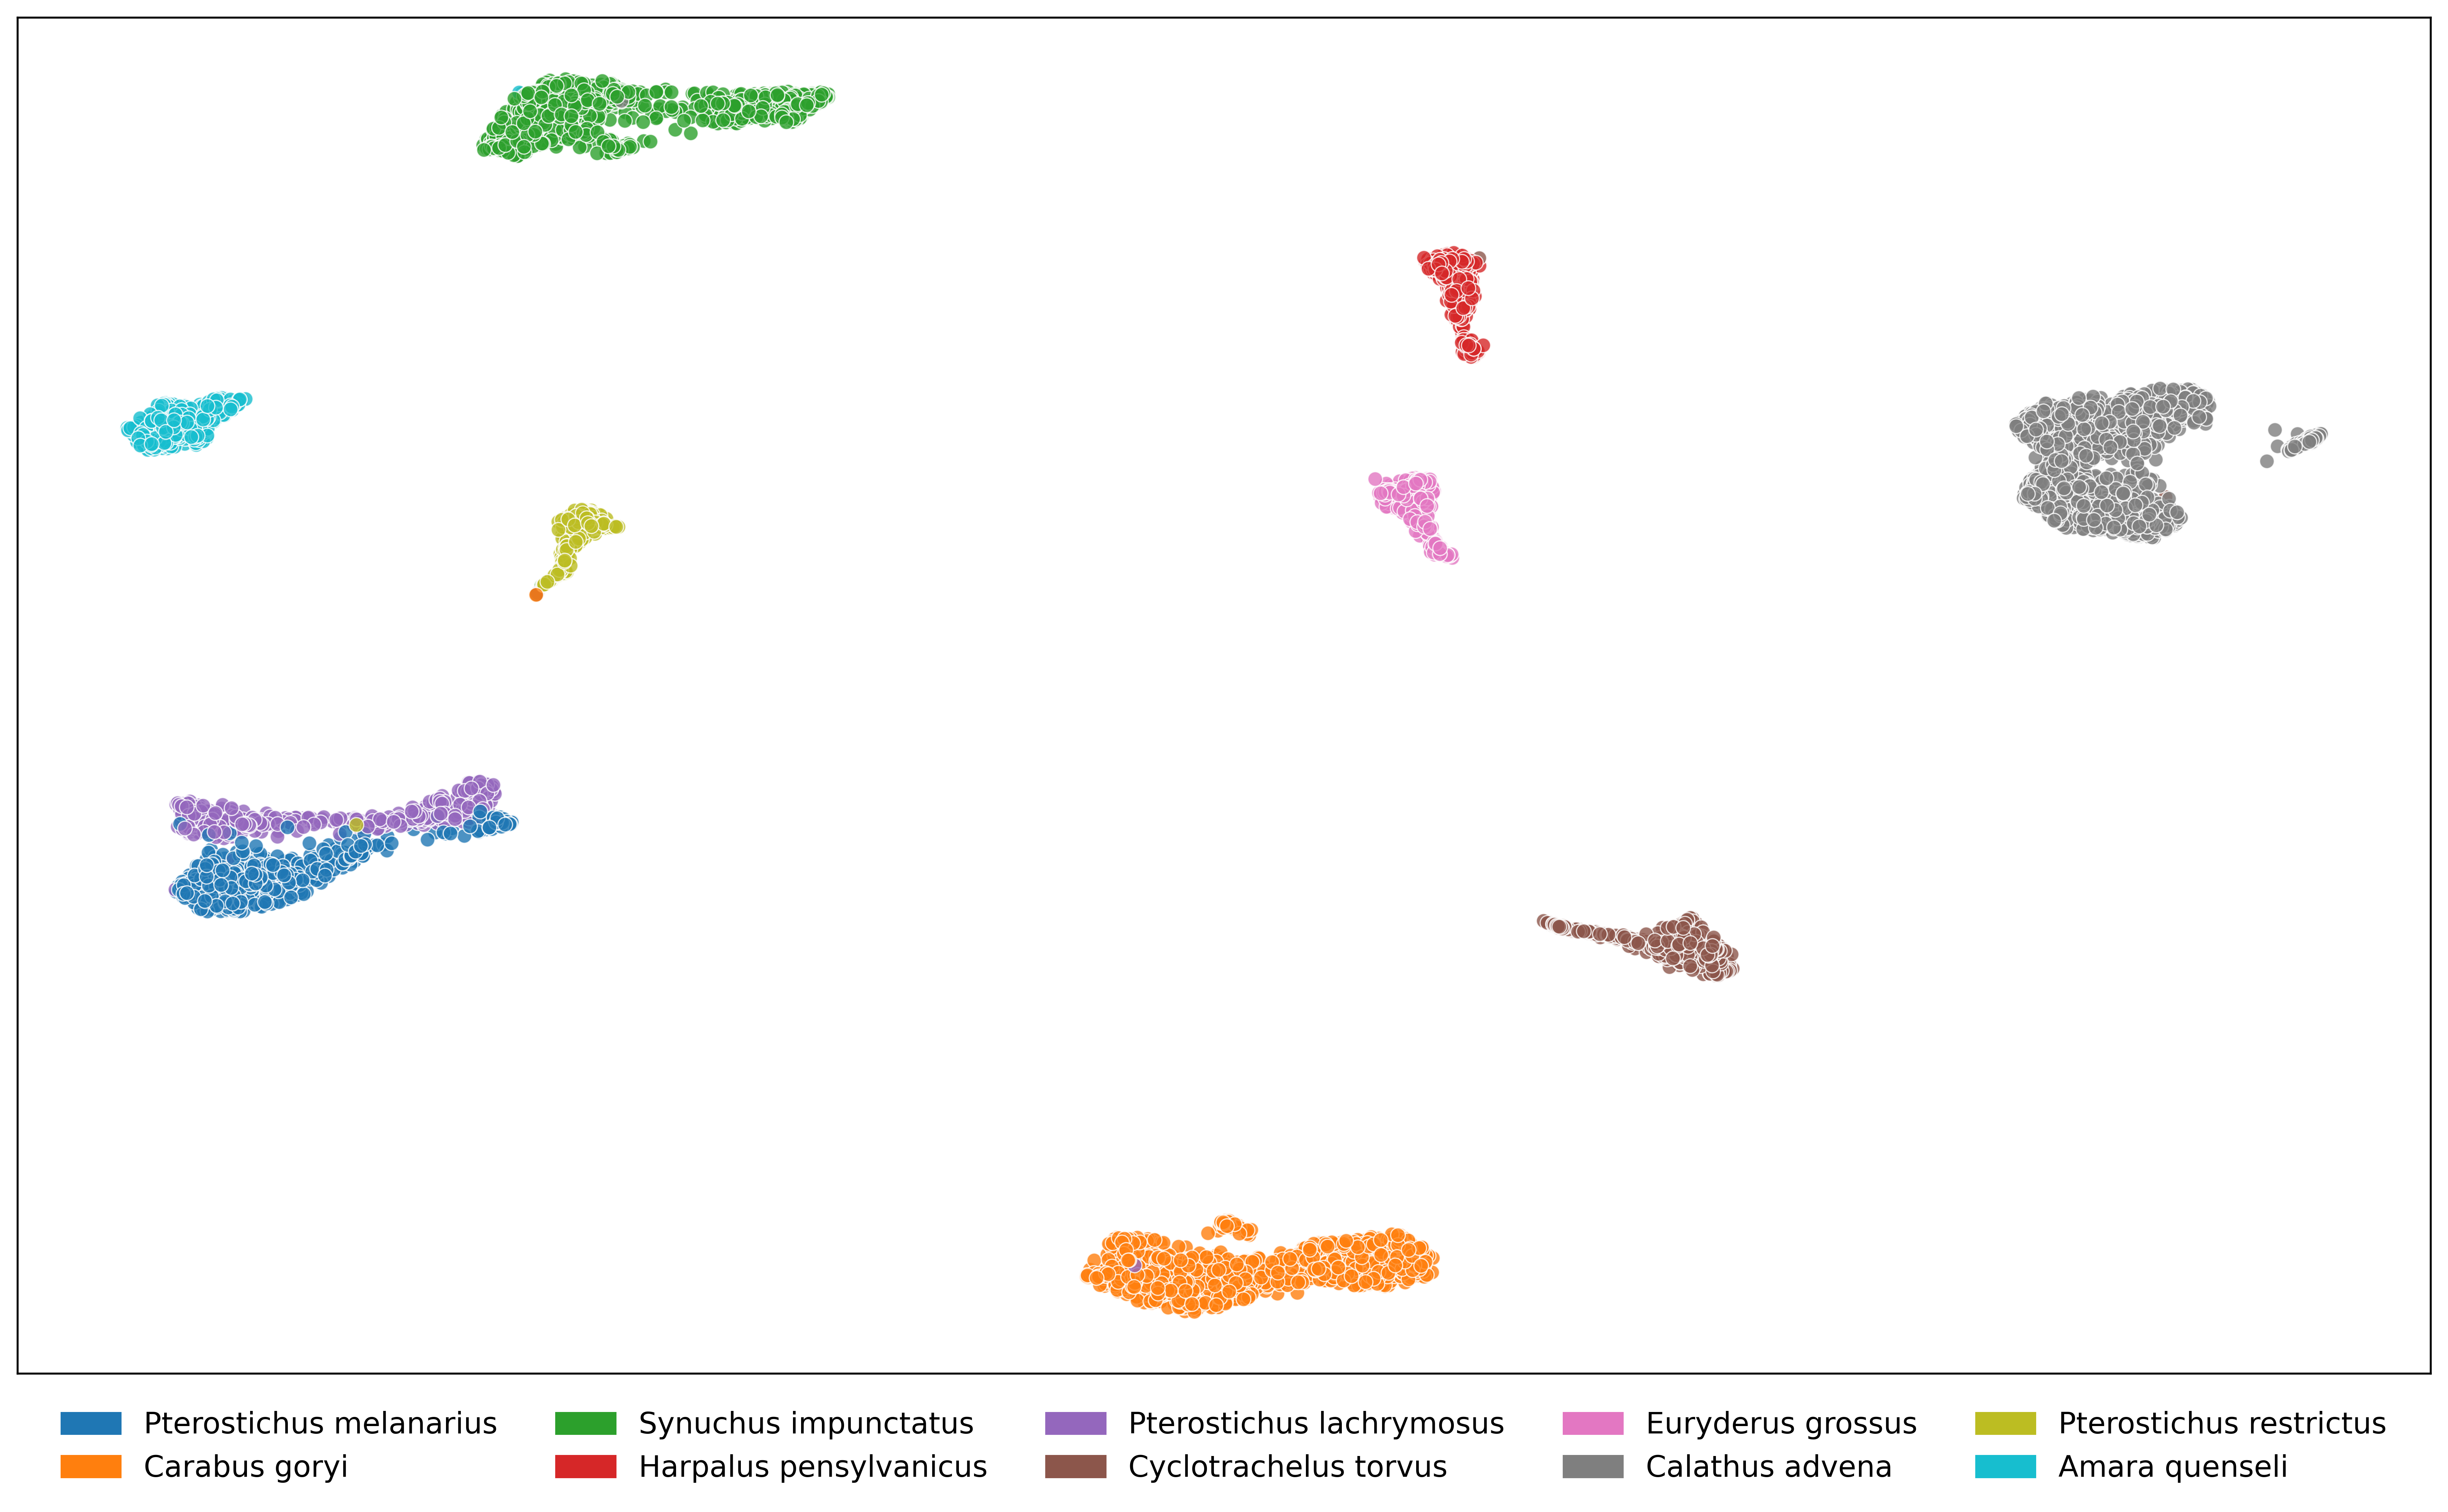 Pterostichus melanarius Synuchus impunctatus Pterostichus lachrymosus Euryderus grossus Pterostichus restrictus
Carabus goryi Harpalus pensylvanicus Cyclotrachelus torvus Calathus advena Amara quenseli